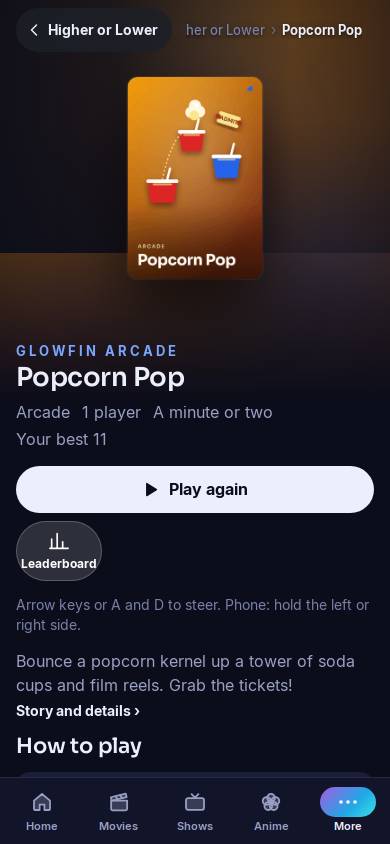 Higher or Lower
her or Lower › Popcorn Pop
ARCADE
Popcorn Pop
GLOWFIN ARCADE
Popcorn Pop
Arcade 1 player A minute or two
Your best 11
Play again
Leaderboard
Arrow keys or A and D to steer. Phone: hold the left or
right side.
Bounce a popcorn kernel up a tower of soda
cups and film reels. Grab the tickets!
Story and details ›
How to play
Home Movies Shows Anime More